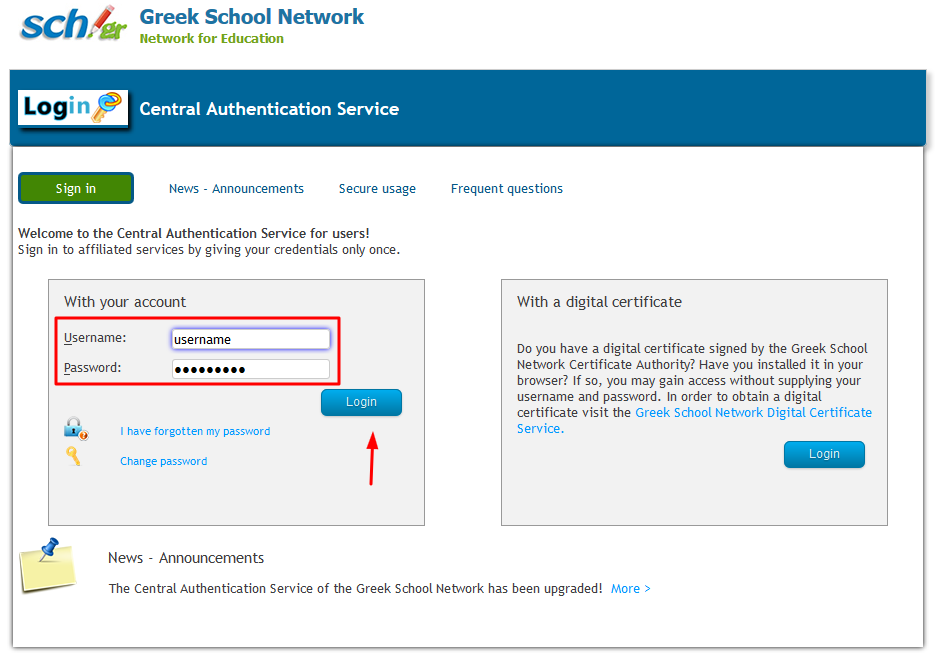 sch.gr
Greek School Network
Network for Education
Login
Central Authentication Service
Sign in
News - Announcements
Secure usage
Frequent questions
Welcome to the Central Authentication Service for users!
Sign in to affiliated services by giving your credentials only once.
With your account
Username:
username
Password:
•••••••••
Login
I have forgotten my password
Change password
With a digital certificate
Do you have a digital certificate signed by the Greek School
Network Certificate Authority? Have you installed it in your
browser? If so, you may gain access without supplying your
username and password. In order to obtain a digital
certificate visit the Greek School Network Digital Certificate
Service.
Login
News - Announcements
The Central Authentication Service of the Greek School Network has been upgraded! More >